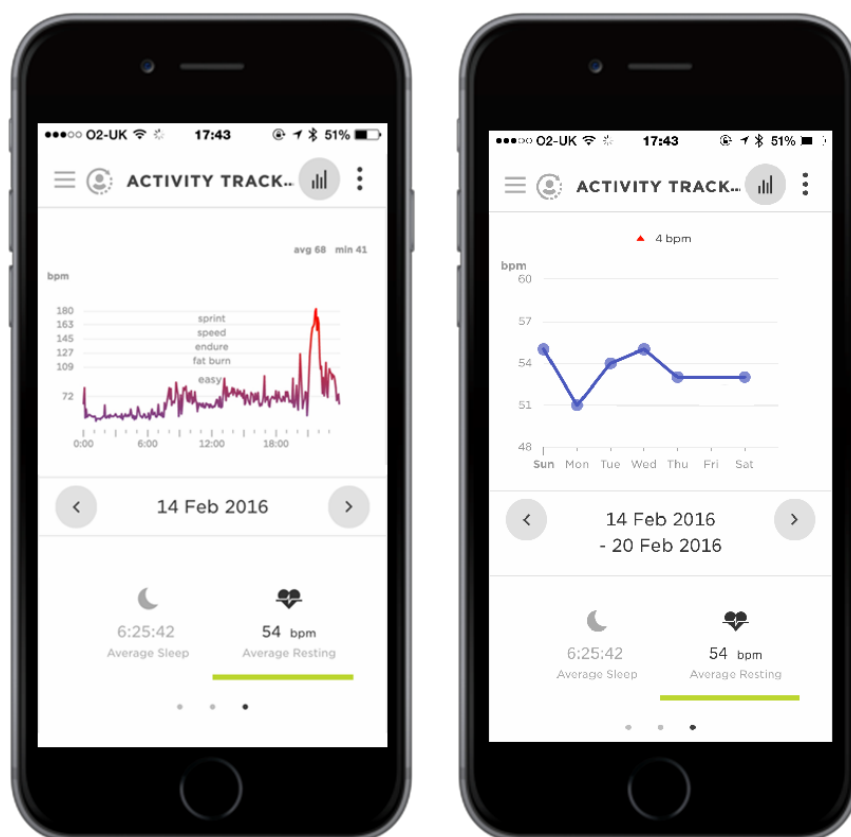 ●●●○○ O2-UK 17:43 51%
ACTIVITY TRACK...
avg 68 min 41
bpm
180
163
145
127
109
72
sprint
speed
endure
fat burn
easy
0:00 6:00 12:00 18:00
14 Feb 2016
6:25:42
Average Sleep
54 bpm
Average Resting
●●●○○ O2-UK 17:43 51%
ACTIVITY TRACK...
▲ 4 bpm
bpm
60
57
54
51
48
Sun Mon Tue Wed Thu Fri Sat
14 Feb 2016
- 20 Feb 2016
6:25:42
Average Sleep
54 bpm
Average Resting